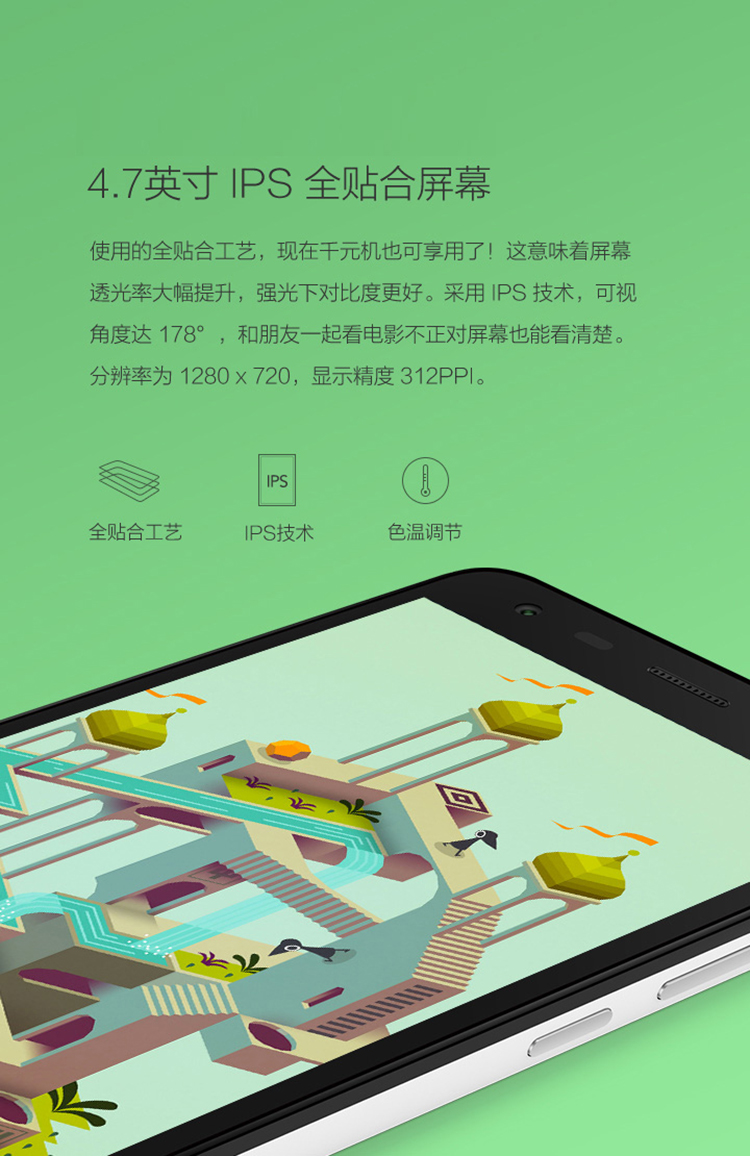 4.7英寸 IPS 全贴合屏幕
使用的全贴合工艺，现在千元机也可享用了！这意味着屏幕
透光率大幅提升，强光下对比度更好。采用 IPS 技术，可视
角度达 178°，和朋友一起看电影不正对屏幕也能看清楚。
分辨率为 1280 x 720，显示精度 312PPI。
IPS
全贴合工艺 IPS技术 色温调节